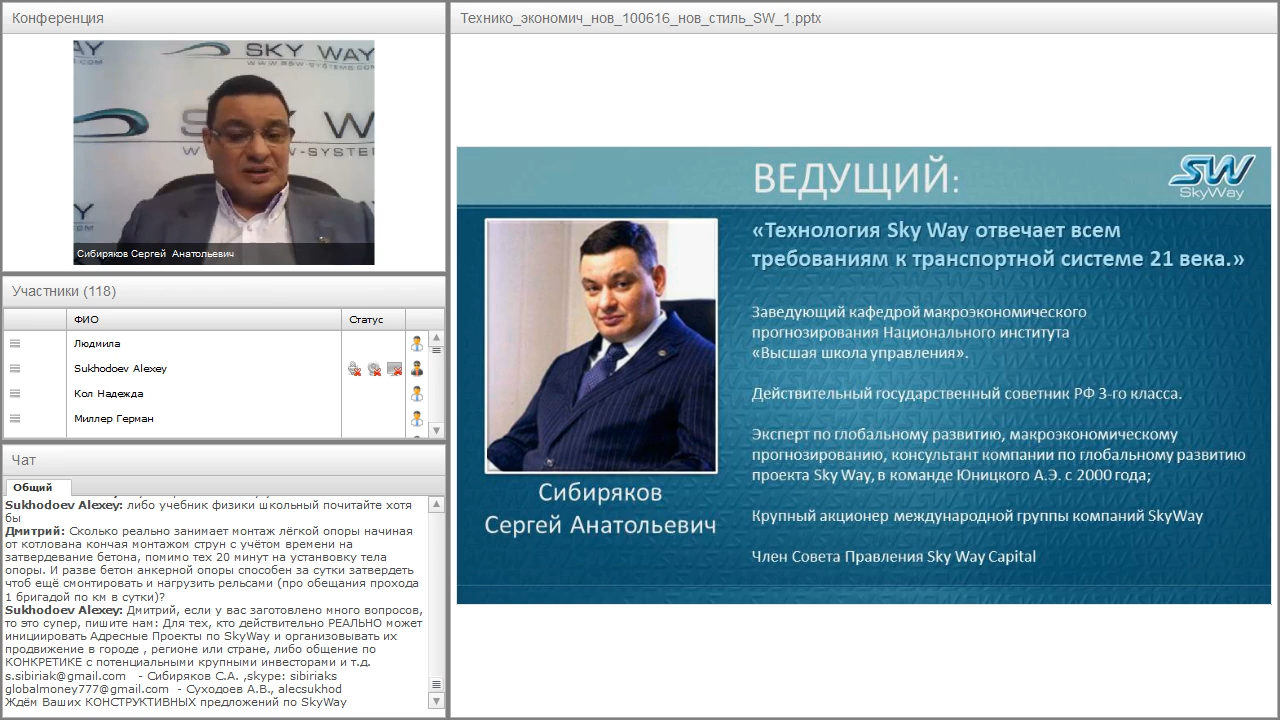 Конференция
SKY WAY
WWW.RSW-SYSTEMS.COM
Сибиряков Сергей Анатольевич
Участники (118)
ФИО Статус
Людмила
Sukhodoev Alexey
Кол Надежда
Миллер Герман
Чат
Общий
Sukhodoev Alexey: либо учебник физики школьный почитайте хотя
бы
Дмитрий: Сколько реально занимает монтаж лёгкой опоры начиная
от котлована кончая монтажом струн с учётом времени на
затвердевание бетона, помимо тех 20 минут на установку тела
опоры. И разве бетон анкерной опоры способен за сутки затвердеть
чтоб ещё смонтировать и нагрузить рельсами (про обещания прохода
1 бригадой по км в сутки)?
Sukhodoev Alexey: Дмитрий, если у вас заготовлено много вопросов,
то это супер, пишите нам: Для тех, кто действительно РЕАЛЬНО может
инициировать Адресные Проекты по SkyWay и организовывать их
продвижение в городе , регионе или стране, либо общение по
КОНКРЕТИКЕ с потенциальными крупными инвесторами и т.д.
s.sibiriak@gmail.com - Сибиряков С.А. ,skype: sibiriaks
globalmoney777@gmail.com - Суходоев А.В., alecsukhod
Ждём Ваших КОНСТРУКТИВНЫХ предложений по SkyWay
Технико_экономич_нов_100616_нов_стиль_SW_1.pptx
ВЕДУЩИЙ:
SW
SkyWay
«Технология Sky Way отвечает всем
требованиям к транспортной системе 21 века.»
Заведующий кафедрой макроэкономического
прогнозирования Национального института
«Высшая школа управления».
Действительный государственный советник РФ 3-го класса.
Эксперт по глобальному развитию, макроэкономическому
прогнозированию, консультант компании по глобальному развитию
проекта Sky Way, в команде Юницкого А.Э. с 2000 года;
Крупный акционер международной группы компаний SkyWay
Член Совета Правления Sky Way Capital
Сибиряков
Сергей Анатольевич